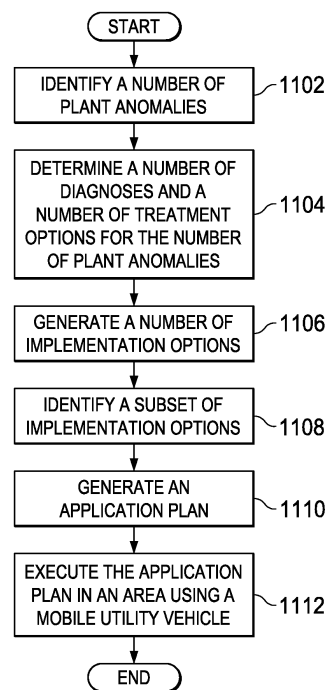 START
IDENTIFY A NUMBER OF
PLANT ANOMALIES
1102
DETERMINE A NUMBER OF
DIAGNOSES AND A
NUMBER OF TREATMENT
OPTIONS FOR THE NUMBER
OF PLANT ANOMALIES
1104
GENERATE A NUMBER OF
IMPLEMENTATION OPTIONS
1106
IDENTIFY A SUBSET OF
IMPLEMENTATION OPTIONS
1108
GENERATE AN
APPLICATION PLAN
1110
EXECUTE THE APPLICATION
PLAN IN AN AREA USING A
MOBILE UTILITY VEHICLE
1112
END